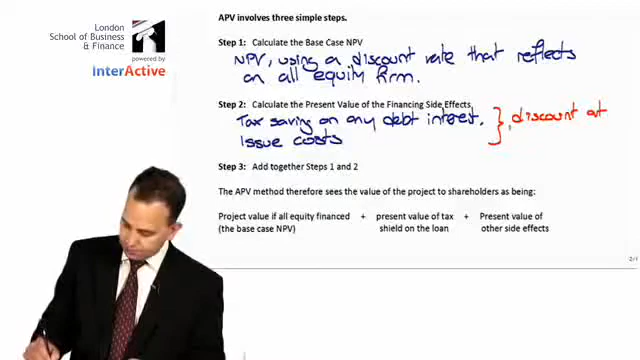 London
School of Business
& Finance
powered by
InterActive
APV involves three simple steps.
Step 1: Calculate the Base Case NPV
NPV, using a discount rate that reflects
an all equity firm.
Step 2: Calculate the Present Value of the Financing Side Effects
Tax saving on any debt interest. } discount at
Issue costs
Step 3: Add together Steps 1 and 2
The APV method therefore sees the value of the project to shareholders as being:
Project value if all equity financed + present value of tax + Present value of
(the base case NPV) shield on the loan other side effects
2/1